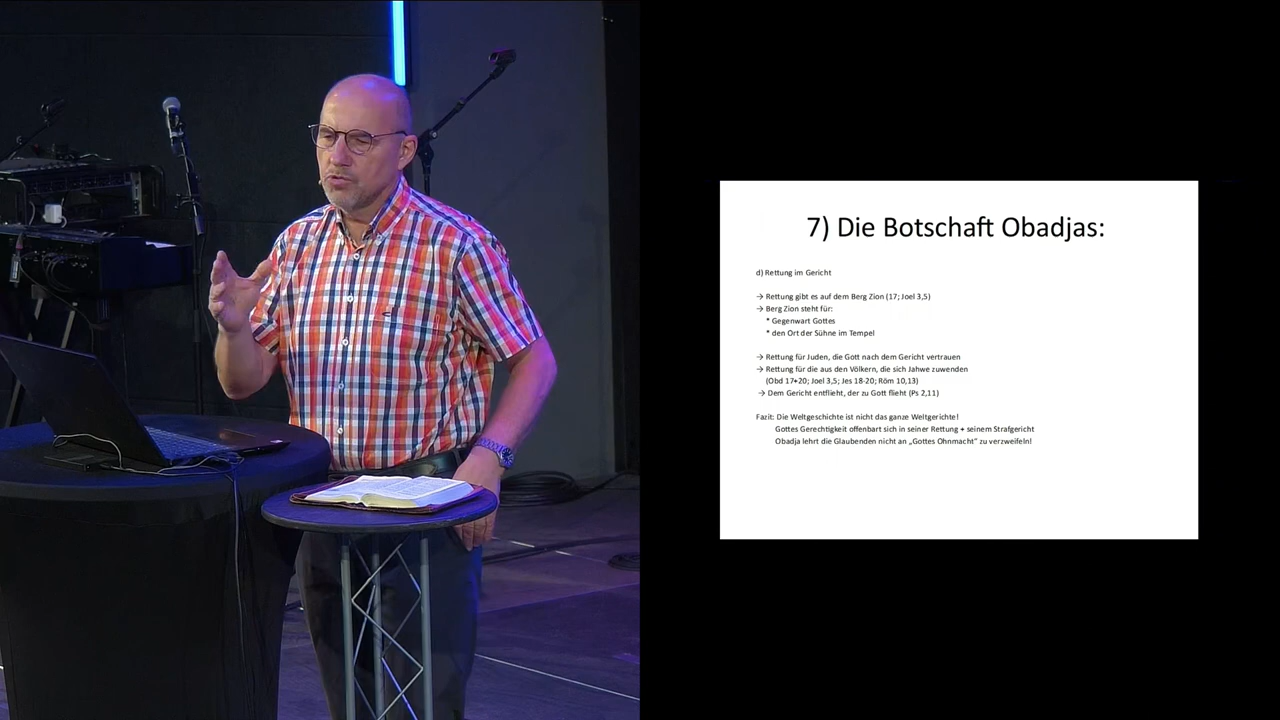 7) Die Botschaft Obadjas:
d) Rettung im Gericht
→ Rettung gibt es auf dem Berg Zion (17; Joel 3,5)
→ Berg Zion steht für:
* Gegenwart Gottes
* den Ort der Sühne im Tempel
→ Rettung für Juden, die Gott nach dem Gericht vertrauen
→ Rettung für die aus den Völkern, die sich Jahwe zuwenden
(Obd 17+20; Joel 3,5; Jes 18-20; Röm 10,13)
→ Dem Gericht entflieht, der zu Gott flieht (Ps 2,11)
Fazit: Die Weltgeschichte ist nicht das ganze Weltgerichte!
Gottes Gerechtigkeit offenbart sich in seiner Rettung + seinem Strafgericht
Obadja lehrt die Glaubenden nicht an „Gottes Ohnmacht" zu verzweifeln!